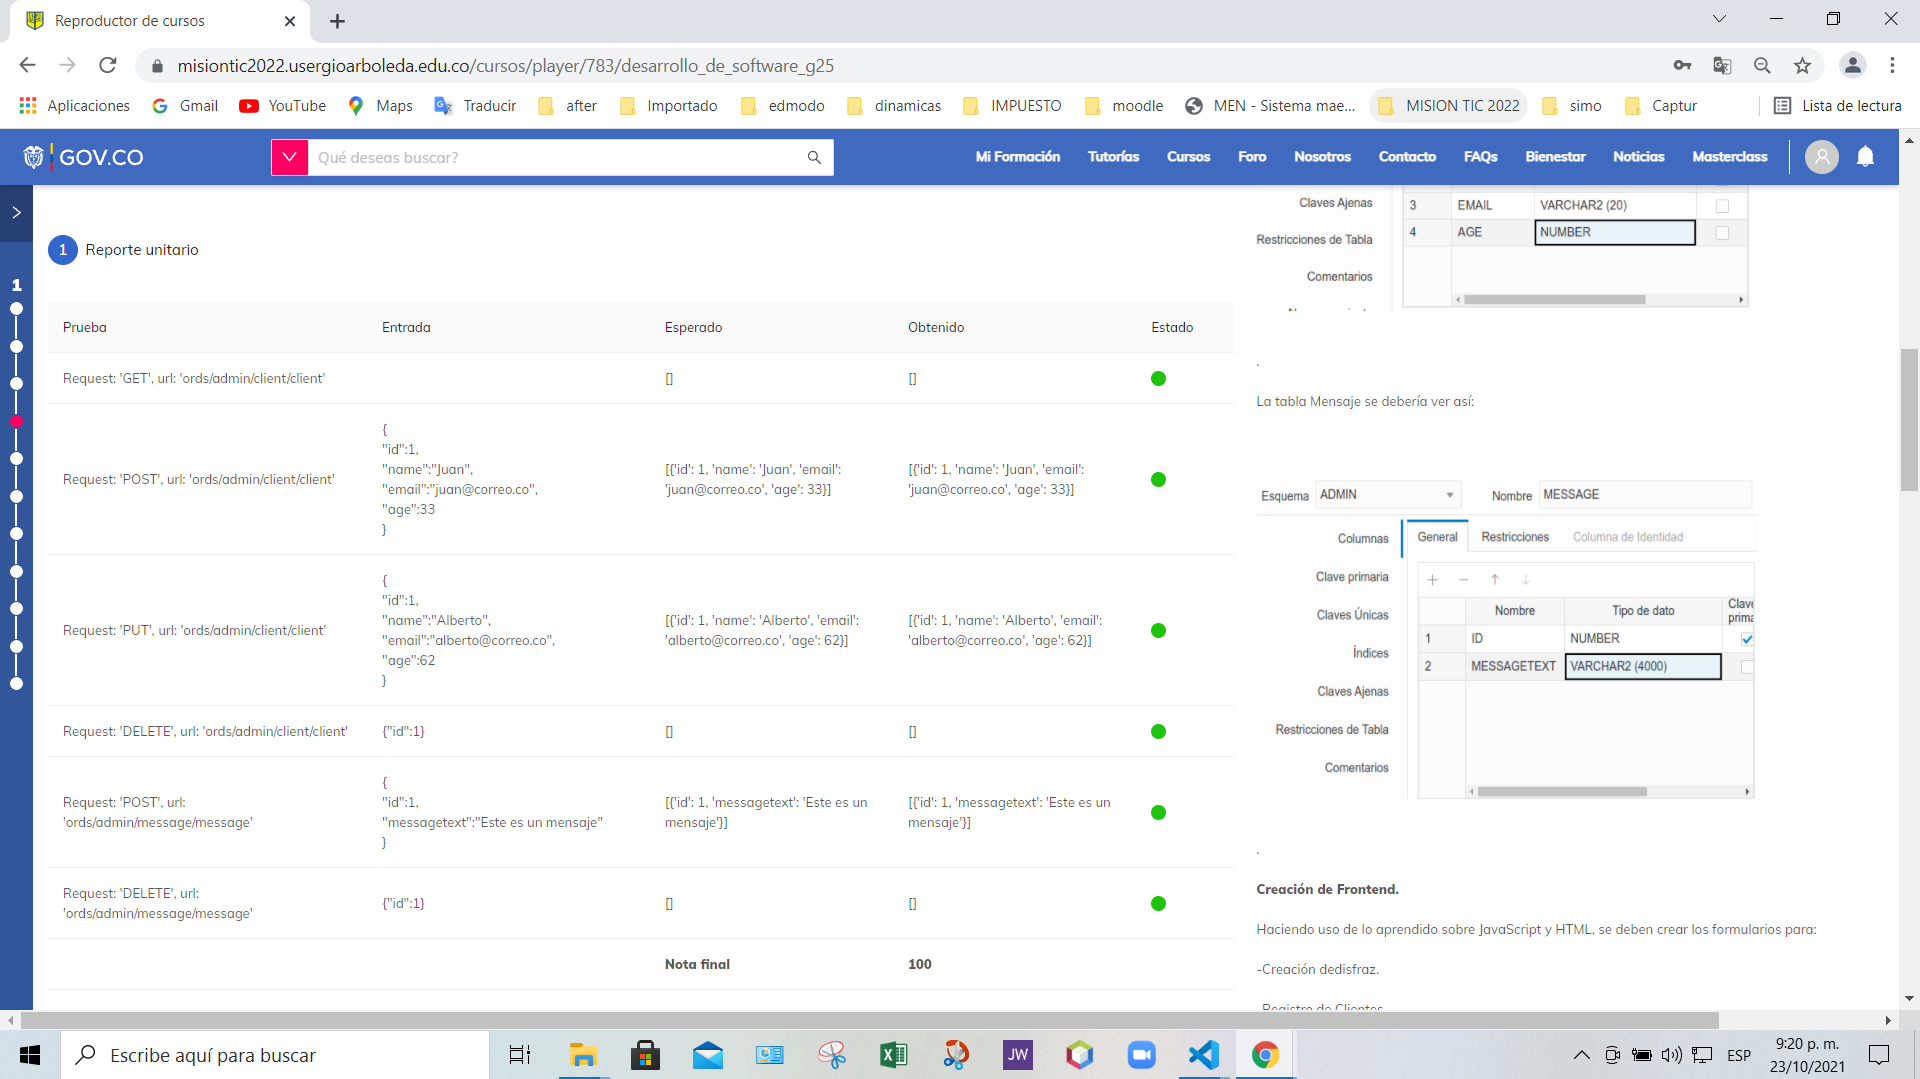 Reproductor de cursos
misiontic2022.usergioarboleda.edu.co/cursos/player/783/desarrollo_de_software_g25
Aplicaciones Gmail YouTube Maps Traducir after Importado edmodo dinamicas IMPUESTO moodle MEN - Sistema mae... MISION TIC 2022 simo Captur Lista de lectura
GOV.CO Qué deseas buscar? Mi Formación Tutorías Cursos Foro Nosotros Contacto FAQs Bienestar Noticias Masterclass
1 Reporte unitario
1
Prueba Entrada Esperado Obtenido Estado
Request: 'GET', url: 'ords/admin/client/client' [] []
{
"id":1,
"name":"Juan",
"email":"juan@correo.co",
"age":33
}
Request: 'POST', url: 'ords/admin/client/client'
[{'id': 1, 'name': 'Juan', 'email':
'juan@correo.co', 'age': 33}]
[{'id': 1, 'name': 'Juan', 'email':
'juan@correo.co', 'age': 33}]
{
"id":1,
"name":"Alberto",
"email":"alberto@correo.co",
"age":62
}
Request: 'PUT', url: 'ords/admin/client/client'
[{'id': 1, 'name': 'Alberto', 'email':
'alberto@correo.co', 'age': 62}]
[{'id': 1, 'name': 'Alberto', 'email':
'alberto@correo.co', 'age': 62}]
Request: 'DELETE', url: 'ords/admin/client/client' {"id":1} [] []
Request: 'POST', url:
'ords/admin/message/message'
{
"id":1,
"messagetext":"Este es un mensaje"
}
[{'id': 1, 'messagetext': 'Este es un
mensaje'}]
[{'id': 1, 'messagetext': 'Este es un
mensaje'}]
Request: 'DELETE', url:
'ords/admin/message/message'
{"id":1} [] []
Nota final 100
Claves Ajenas
Restricciones de Tabla
Comentarios
3 EMAIL VARCHAR2 (20)
4 AGE NUMBER
.
La tabla Mensaje se debería ver así:
Esquema ADMIN Nombre MESSAGE
Columnas
Clave primaria
Claves Únicas
Índices
Claves Ajenas
Restricciones de Tabla
Comentarios
General Restricciones Columna de Identidad
Nombre Tipo de dato
1 ID NUMBER
2 MESSAGETEXT VARCHAR2 (4000)
.
Creación de Frontend.
Haciendo uso de lo aprendido sobre JavaScript y HTML, se deben crear los formularios para:
-Creación dedisfraz.
-Registro de Clientes
Escribe aquí para buscar
JW
ESP
9:20 p. m.
23/10/2021